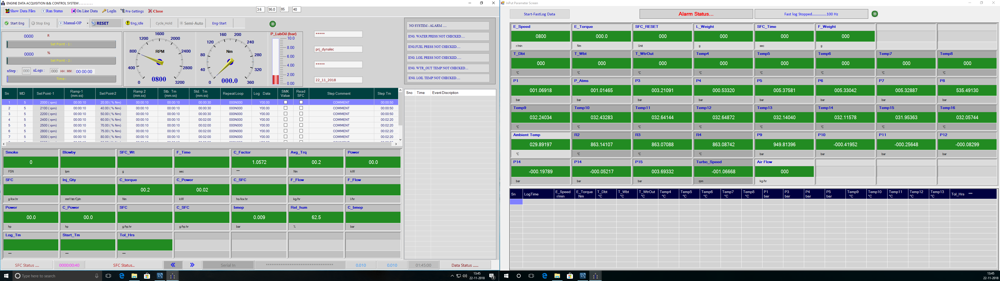 ENGINE DATA ACQUISITION && CONTROL SYSTEM . . . . . . . . .
Show Data Files Run Status On Line Data LogIn Pre-Settings Close
3.6 95.0 85 40
Start Eng Stop Eng Manual-OP RESET Eng_Idle Cycle_Hold Semi-Auto Eng-Start
0000 R
Set Point - 1 :
0000 %
Set Point - 2 :
nStep : 000 nLogs : 000 HH : MM : 00:00:00
Time :
0 400 800 1200 1600 2000 2400 2800 3200
RPM
0800
0 40 80 120 160 200 240 280 320 360
Nm
000.0
P_LubOil (bar)
10.0
8.00
6.00
4.00
2.00
0.00
*****
prj_dynalec
*****
22_11_2018
NO SYSTEM - ALARM .....
ENG. WATER PRESS NOT CHECKED.....
ENG.FUEL PRESS NOT CHECKED.....
ENG. LOIL PRESS NOT CHECKED......
ENG. WTR_OUT TEMP NOT CHECKED....
ENG. LOIL TEMP NOT CHECKED.....
Sn MD Set Point -1 Ramp-1 (mm.ss) Set Point-2 Ramp 2 (mm.ss) Stb. Tm (mm.ss) Std. Tm (mm.ss) Repeat Loop Log Data SMK Value Read SFC Step Comment Step Tm
1 5 2000 ( rpm) 00:00:10 20.00 ( % Nm) 00:00:10 00:00:10 00:00:30 000N000 Y00.00 COMMENT 00:00:50
2 5 2100 ( rpm) 00:00:10 40.00 ( % Nm) 00:00:10 00:00:10 00:00:30 000N000 Y00.00 COMMENT 00:00:50
3 5 2200 ( rpm) 00:00:10 50.00 ( % Nm) 00:00:10 00:00:10 00:00:30 000N000 Y00.00 COMMENT 00:00:50
4 5 2400 ( rpm) 00:00:10 60.00 ( % Nm) 00:00:10 00:00:10 00:02:00 000N000 Y00.00 COMMENT 00:02:20
5 5 2500 ( rpm) 00:00:10 70.00 ( % Nm) 00:00:10 00:00:10 00:02:00 000N000 Y00.00 COMMENT 00:02:20
6 5 2800 ( rpm) 00:00:10 75.00 ( % Nm) 00:00:10 00:00:10 00:02:00 000N000 Y00.00 COMMENT 00:02:20
7 5 3000 ( rpm) 00:00:10 80.00 ( % Nm) 00:00:10 00:00:10 00:02:00 000N000 Y00.00 COMMENT 00:02:20
Sno Time Event Discription
Smoke Blowby SFC_Wt F_Time C_Factor Avg_Trq Power
0 1.0572 00.2 00.0
FSN lpm g sec --- Nm kW
SFC Inj_Qty C_torque C_Power C_SFC F_Flow F_Flow
00.2 00.02
g/kw.hr mm³/str/Cyln Nm kW ho/kw.hr kg/hr l/hr
Power C_Power SFC C_SFC bmep Rel_hum C_bmep
00.0 00.0 0.009 62.5
hp hp g/hp.hr g/hp.hr bar % bar
Log_Tm Start_Tm Tol_Hrs
--- --- ---
SFC Status ..... 0000:00:40 SFC Status... Serial In *********************************** 0.010 0.010 01:45:00 Data Status .......
Type here to search
13:45
22-11-2018
3
InPut Parameter Screen
Start-FastLog Data Alarm Status... Fast log Stopped..............100 Hz
E_Speed E_Torque SFC_RESET L_Weight SFC_Time F_Weight
0800 000.0 000 000 000 000
r/min Nm Unit g sec g
T_Dbt T_Wbt T_WtrOut Temp4 Temp5 Temp6 Temp7 Temp8
000 000 000 000 000 000 000 000
°C °C °C °C °C °C °C °C
P1 P_Atms P3 P4 P5 P6 P7 P8
001.06918 001.01465 003.21091 000.53320 005.37581 005.33042 005.32887 535.49130
bar bar bar bar bar bar bar bar
Temp9 Temp10 Temp11 Temp12 Temp13 Temp14 Temp15 Temp16
032.24034 032.43283 032.64144 032.64872 032.14040 032.11578 031.95363 032.05744
°C °C °C °C °C °C °C °C
Ambient Temp R2 R3 R4 P9 P10 P11 P12
029.89197 863.14107 863.07088 863.08742 949.81396 -000.41952 -000.25648 -000.08299
°C °C °C °C bar bar bar bar
P14 P14 P15 Turbo_Speed Air Flow
-000.19789 -000.05217 003.69332 -001.06668 000
bar bar bar rpm kg/hr
Sn LogTime E_Speed r/min E_Torque Nm T_Dbt °C T_Wbt °C T_WtrOut °C Temp4 °C Temp5 °C Temp6 °C Temp7 °C Temp8 °C P1 bar P3 bar P4 bar P5 bar Temp9 °C Temp10 °C Temp11 °C Temp12 °C Temp13 °C Tol_Hrs ---
13:45
22-11-2018